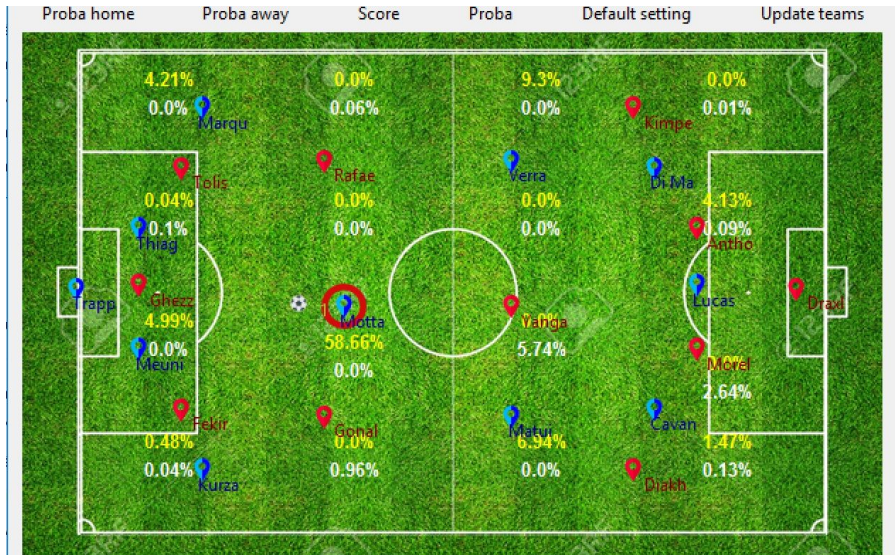 Proba home Proba away Score Proba Default setting Update teams
4.21% 0.0% 9.3% 0.0%
0.0% 0.06% 0.0% 0.01%
Marqu Kimpe
Tolis Rafae Verra Di Ma
0.04% 0.0% 0.0% 4.13%
0.1% 0.0% 0.0% 0.09%
Thiag Antho
Trapp Ghezz Lucas Draxl
4.99% Motta Yanga
58.66% 5.74%
0.0% Meuni 0.0% Morel
2.64%
Fekir Gonal Matui Cavan
0.48% 0.0% 6.94% 1.47%
0.04% 0.96% 0.0% 0.13%
Kurza Diakh